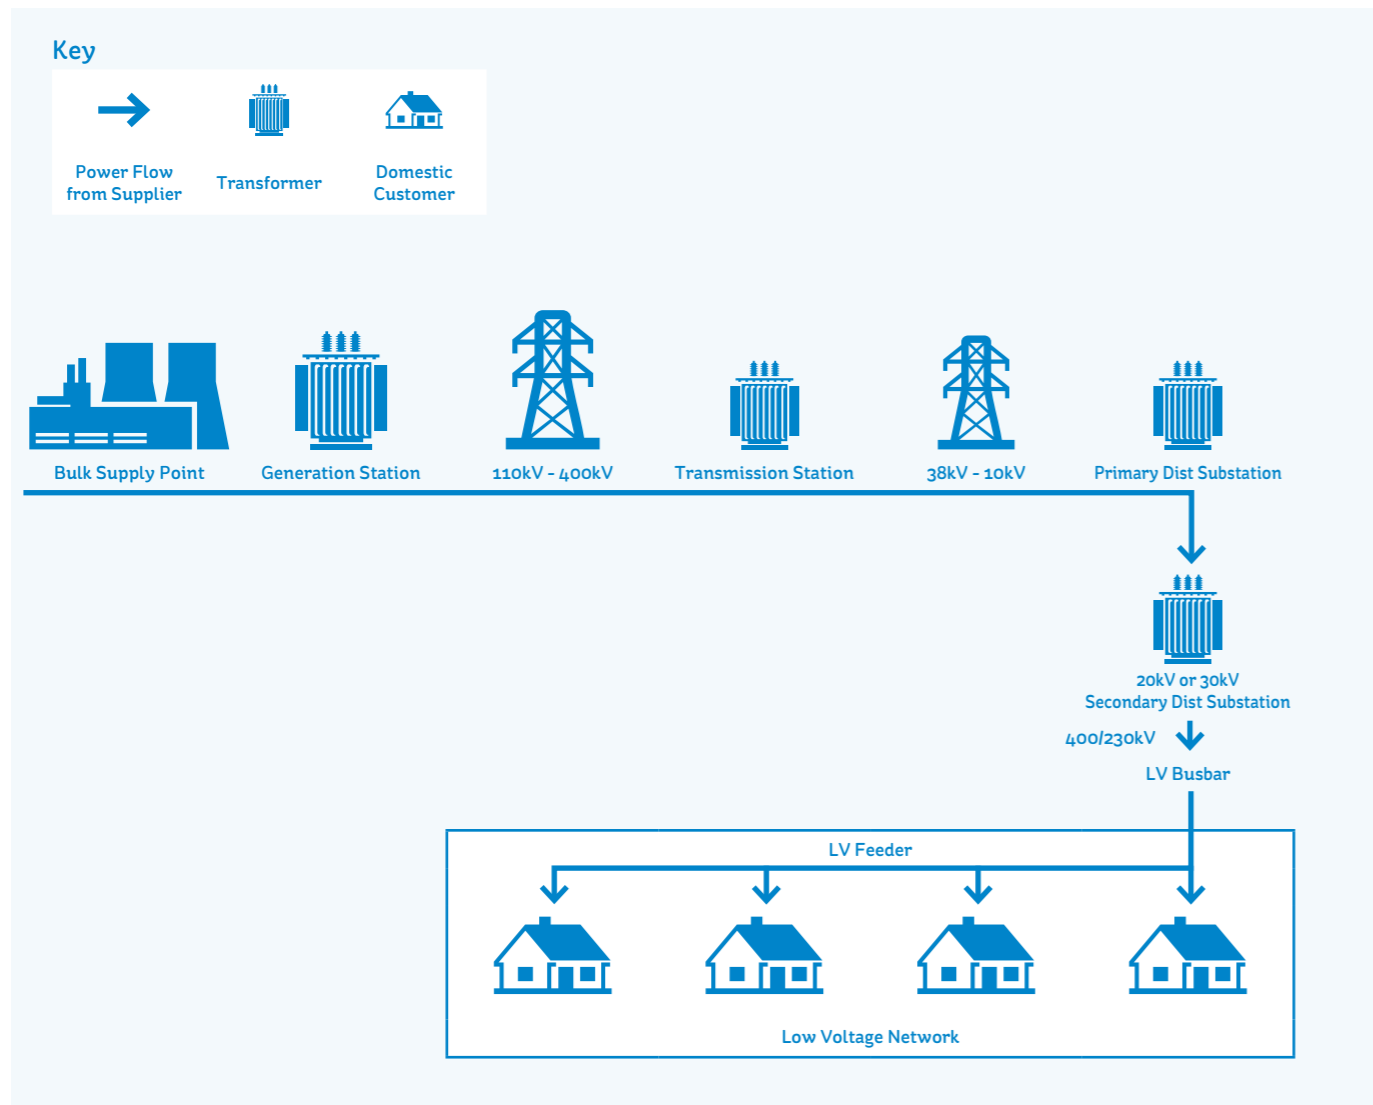 Key
Power Flow
from Supplier
Transformer
Domestic
Customer
Bulk Supply Point
Generation Station
110kV - 400kV
Transmission Station
38kV - 10kV
Primary Dist Substation
20kV or 30kV
Secondary Dist Substation
400/230kV
LV Busbar
LV Feeder
Low Voltage Network